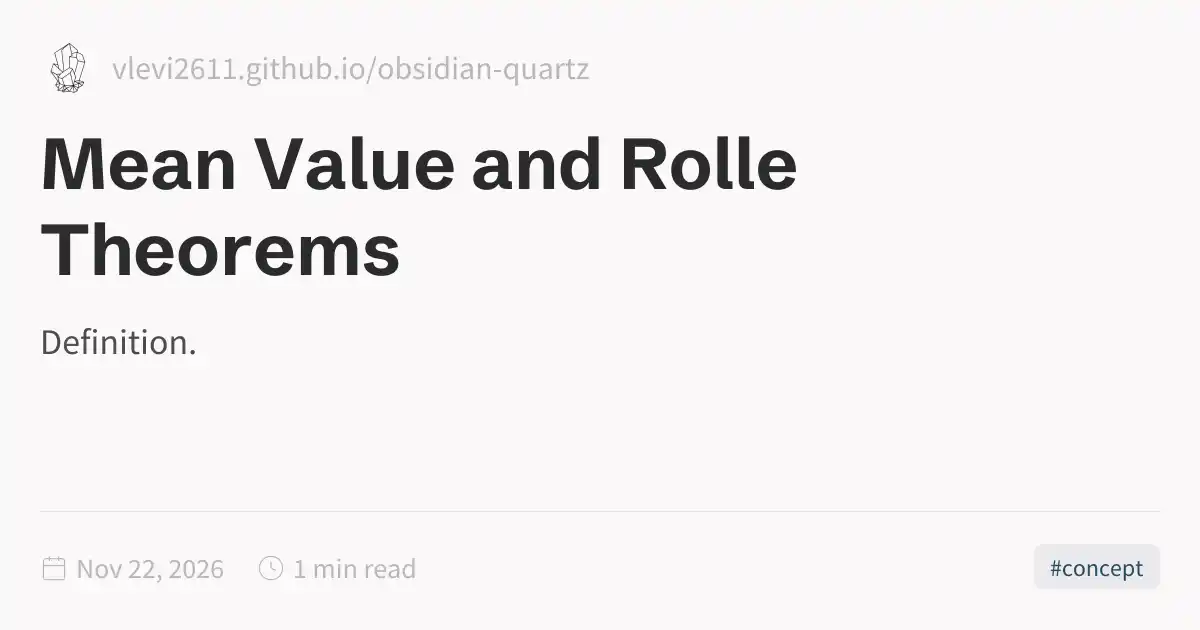 vlevi2611.github.io/obsidian-quartz
Mean Value and Rolle
Theorems
Definition.
Nov 22, 2026 1 min read #concept